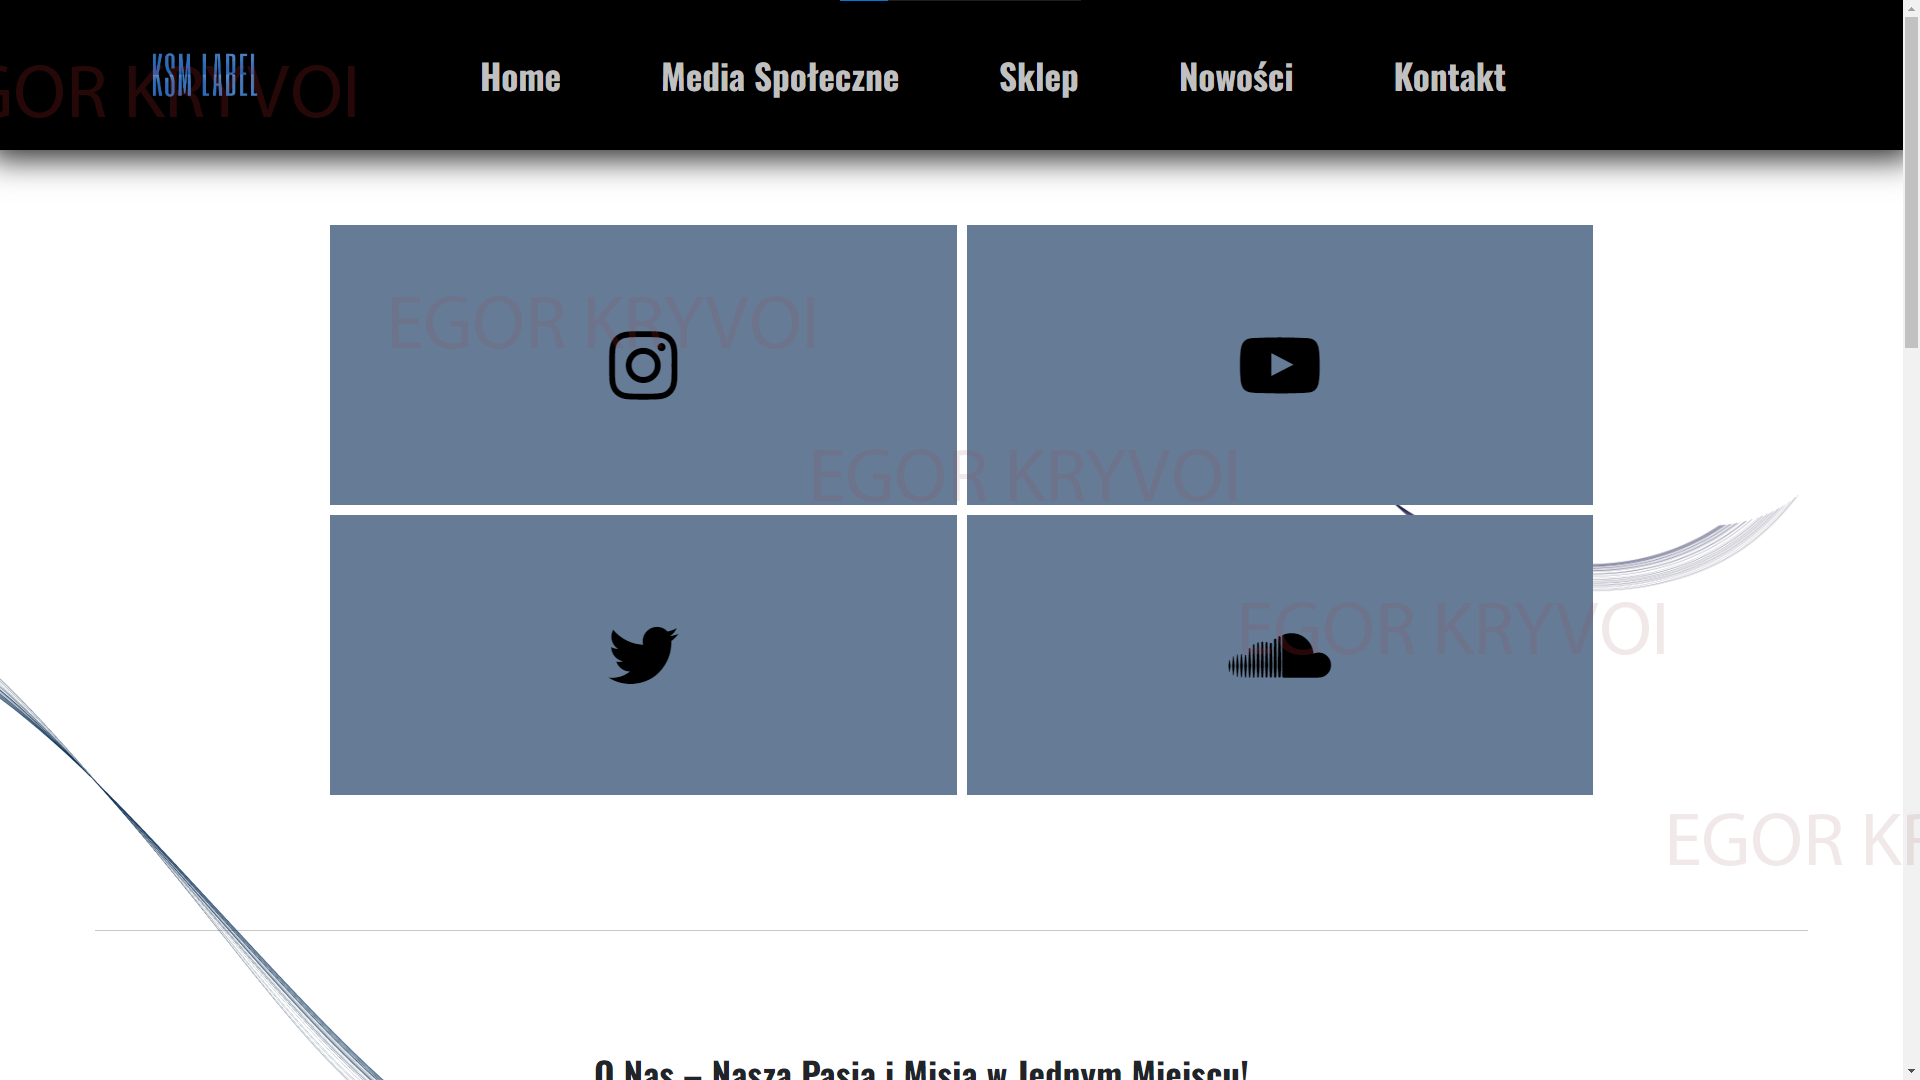 KSM LABEL
Home
Media Społeczne
Sklep
Nowości
Kontakt
GOR KRYVOI
EGOR KRYVOI
EGOR KRYVOI
EGOR KRYVOI
EGOR KR
O Nas – Nasza Pasja i Misja w Jednym Miejscu!